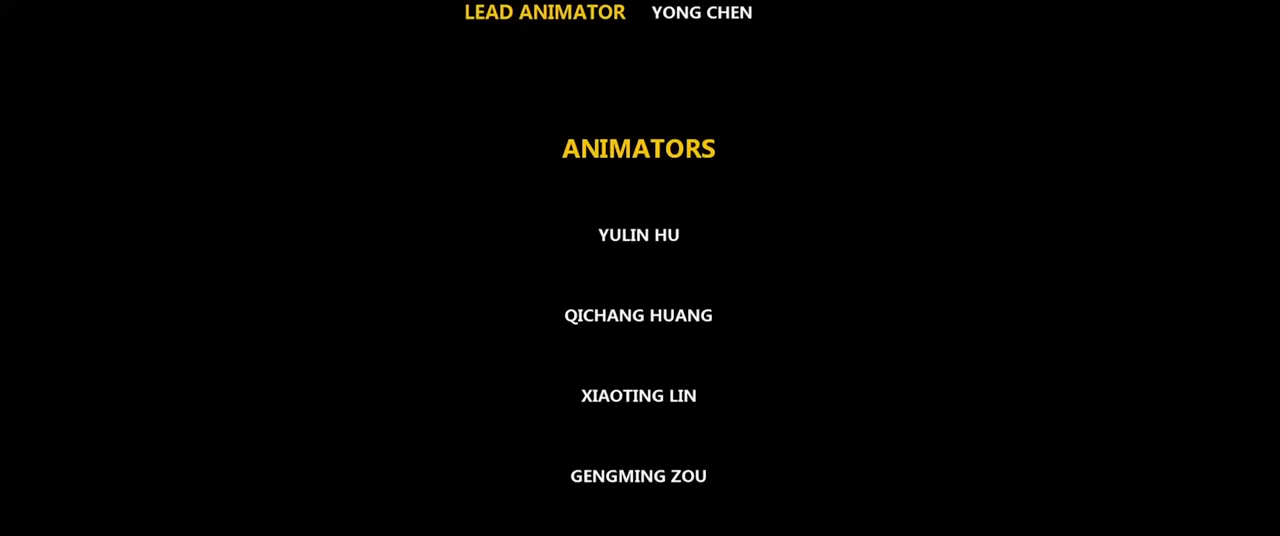 LEAD ANIMATOR YONG CHEN
ANIMATORS
YULIN HU
QICHANG HUANG
XIAOTING LIN
GENGMING ZOU